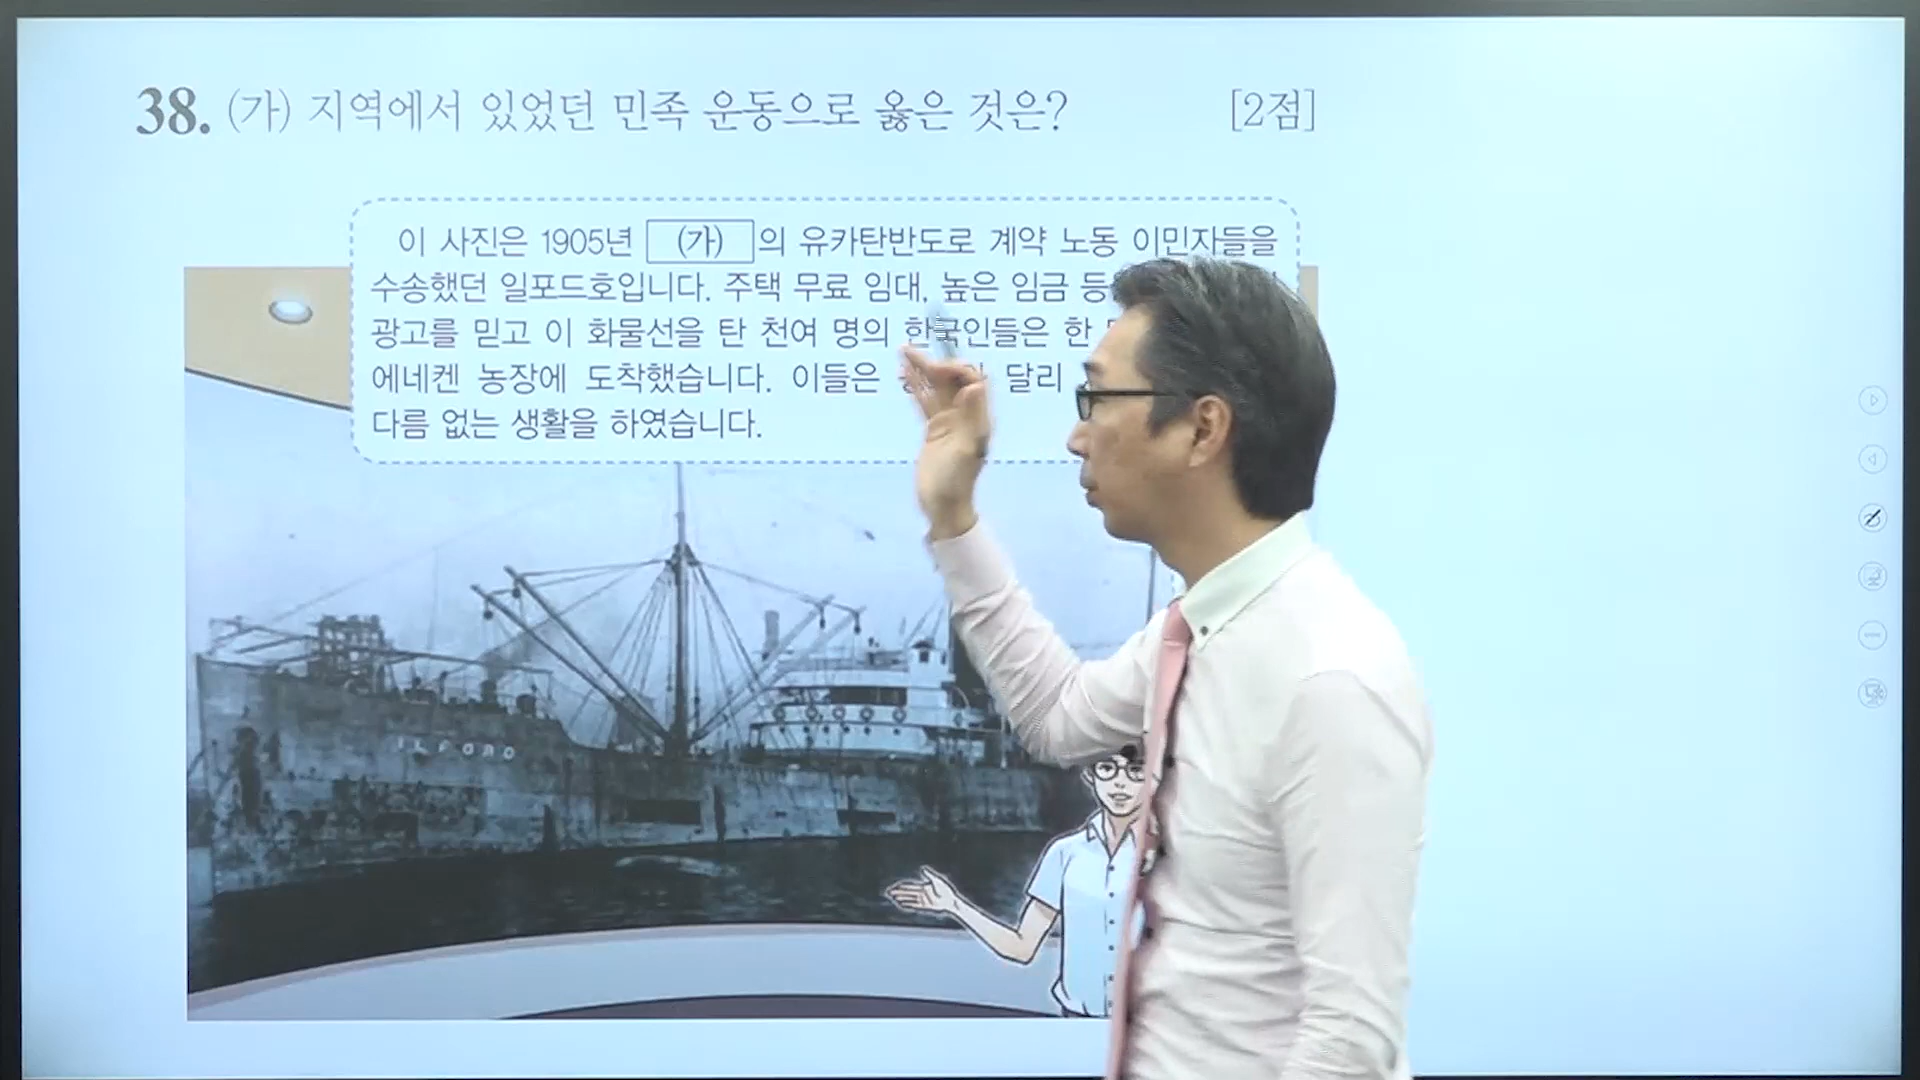 38. (가) 지역에서 있었던 민족 운동으로 옳은 것은? [2점]
이 사진은 1905년 (가) 의 유카탄반도로 계약 노동 이민자들을
수송했던 일포드호입니다. 주택 무료 임대, 높은 임금
광고를 믿고 이 화물선을 탄 천여 명의 한국인들은 한
에네켄 농장에 도착했습니다. 이들은 달리
다름 없는 생활을 하였습니다.
ILFORD